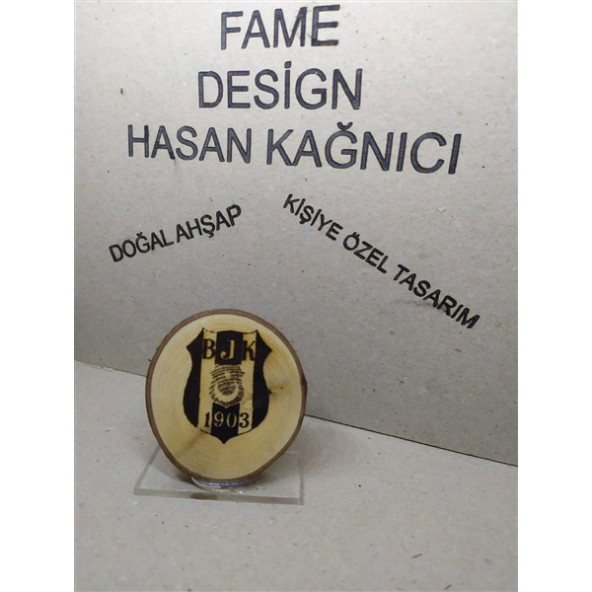 FAME
DESİGN
HASAN KAĞNICI
DOĞAL AHŞAP
KİŞİYE ÖZEL TASARIM
BJK
1903